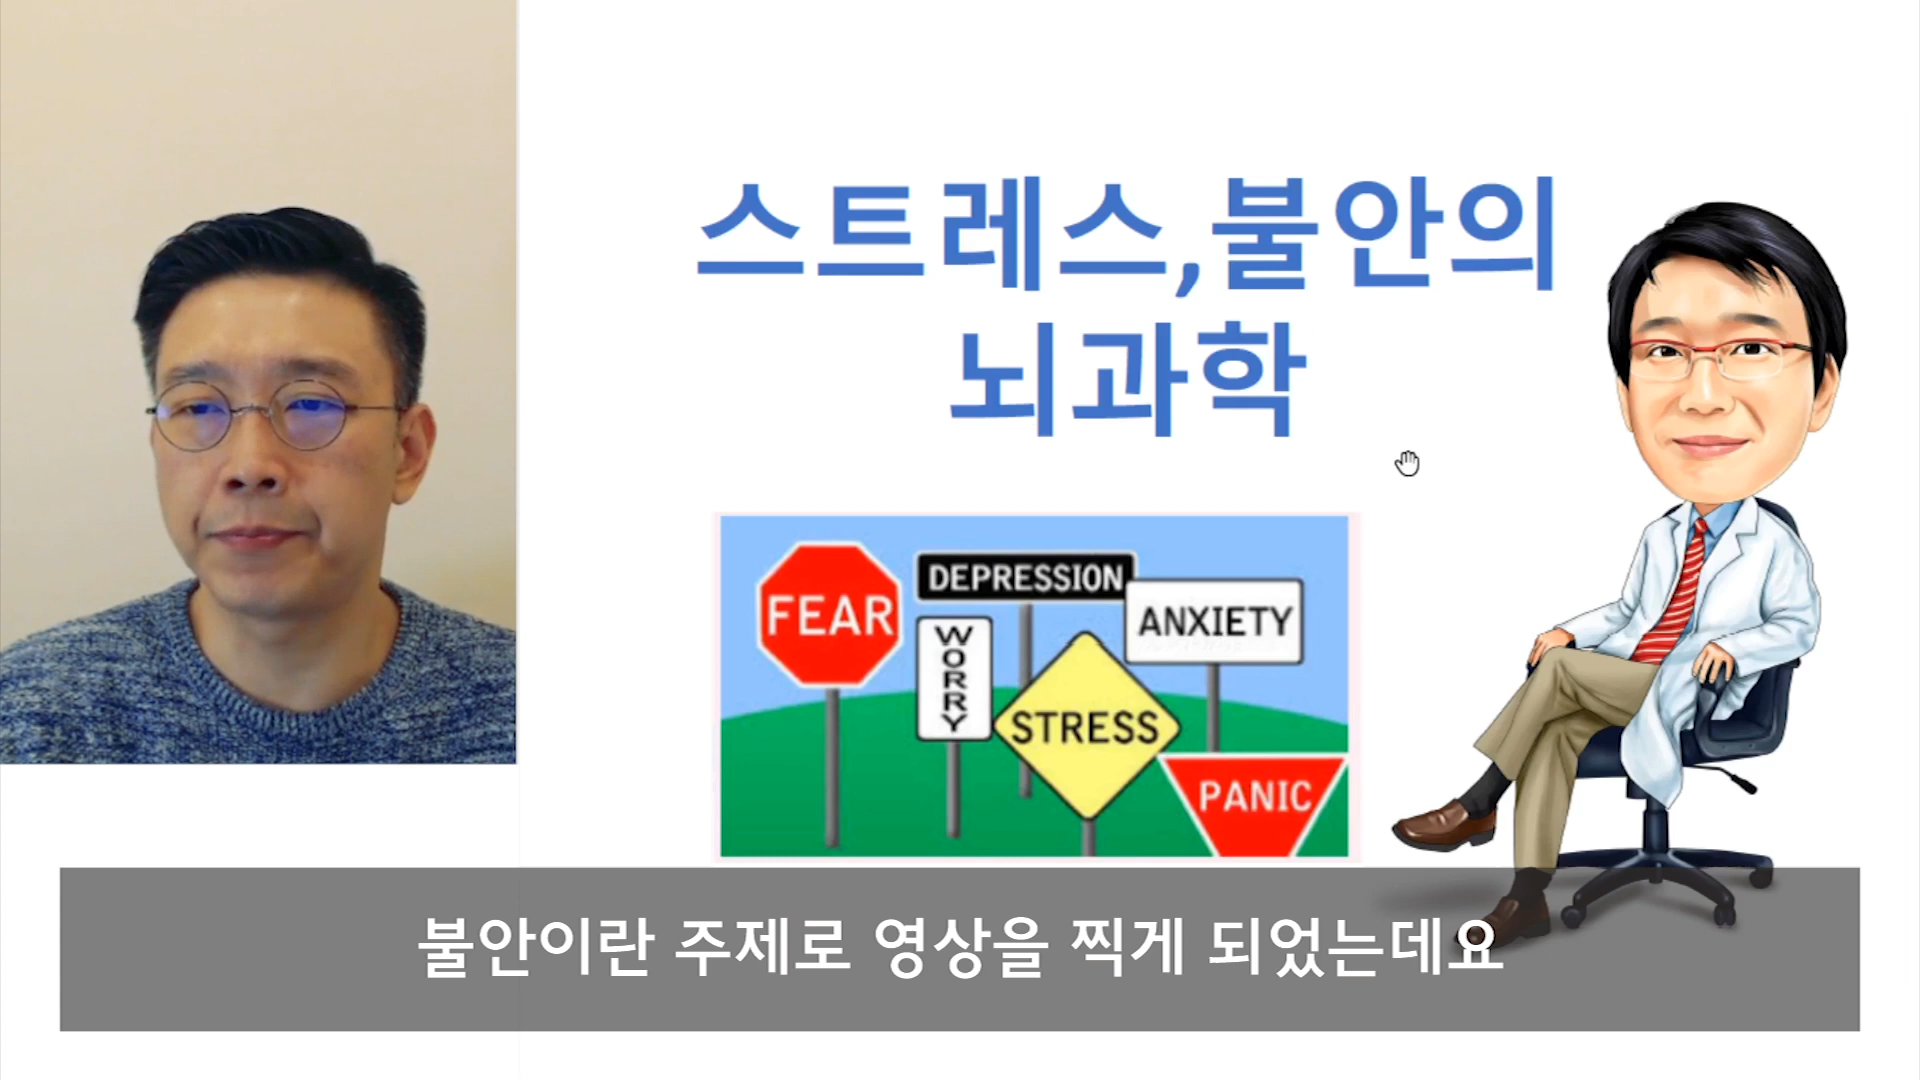 스트레스,불안의
뇌과학
FEAR
DEPRESSION
WORRY
ANXIETY
STRESS
PANIC
불안이란 주제로 영상을 찍게 되었는데요